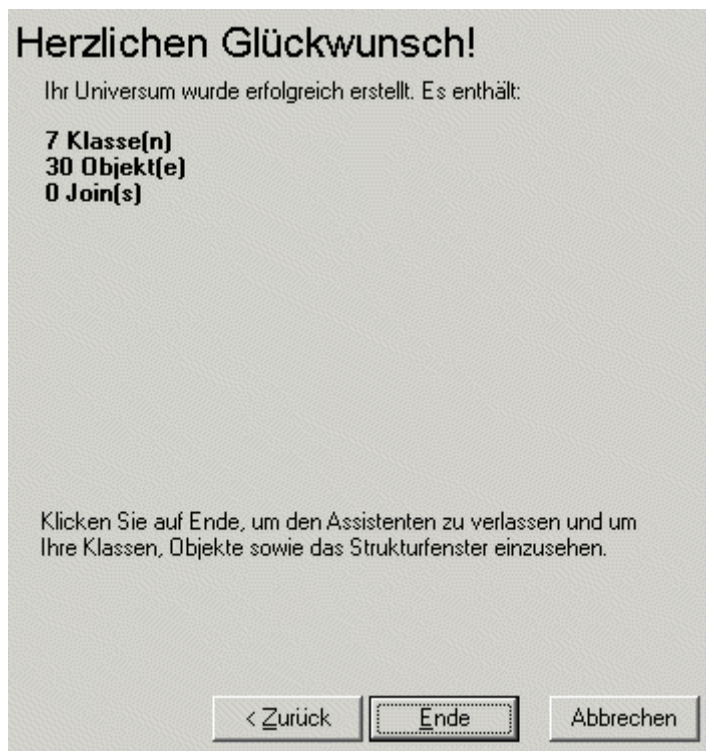 Herzlichen Glückwunsch!
Ihr Universum wurde erfolgreich erstellt. Es enthält:
7 Klasse(n)
30 Objekt(e)
0 Join(s)
Klicken Sie auf Ende, um den Assistenten zu verlassen und um
Ihre Klassen, Objekte sowie das Strukturfenster einzusehen.
< Zurück Ende Abbrechen